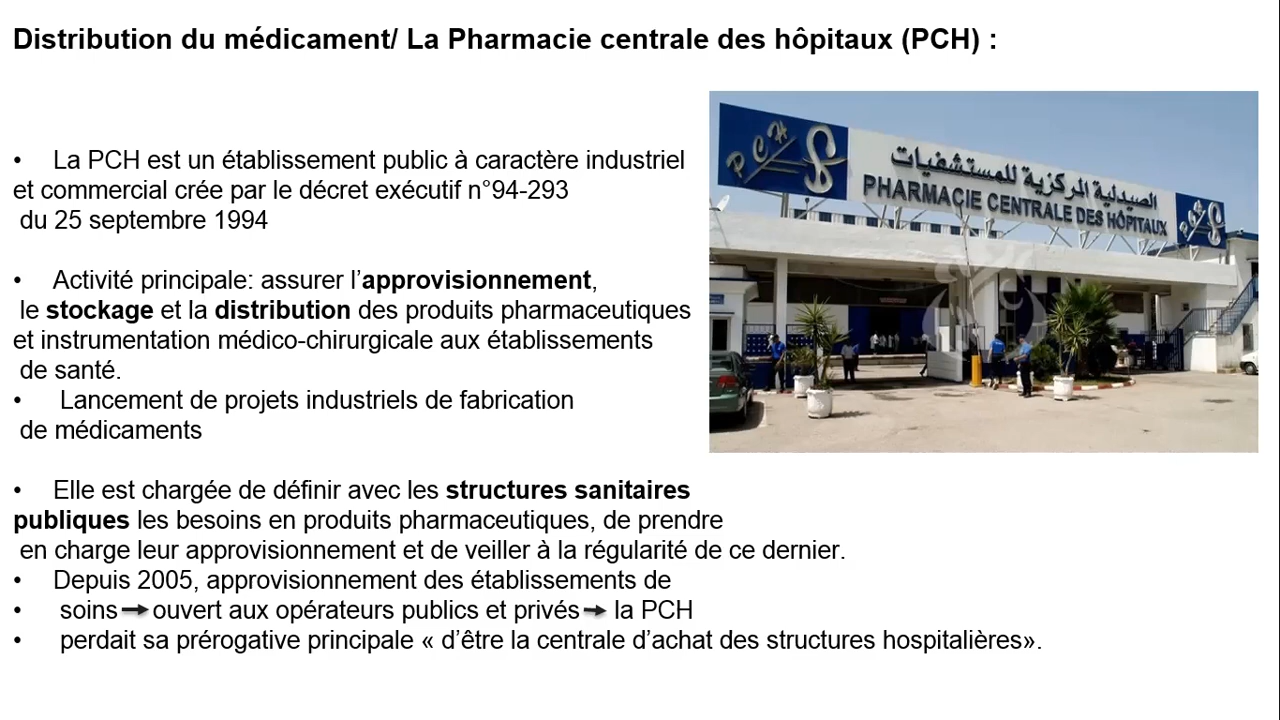 Distribution du médicament/ La Pharmacie centrale des hôpitaux (PCH) :
• La PCH est un établissement public à caractère industriel
et commercial crée par le décret exécutif n°94-293
du 25 septembre 1994
• Activité principale: assurer l’approvisionnement,
le stockage et la distribution des produits pharmaceutiques
et instrumentation médico-chirurgicale aux établissements
de santé.
• Lancement de projets industriels de fabrication
de médicaments
• Elle est chargée de définir avec les structures sanitaires
publiques les besoins en produits pharmaceutiques, de prendre
en charge leur approvisionnement et de veiller à la régularité de ce dernier.
• Depuis 2005, approvisionnement des établissements de
• soins➞ouvert aux opérateurs publics et privés➞ la PCH
• perdait sa prérogative principale « d’être la centrale d’achat des structures hospitalières».
PCH
الصيدلية المركزية للمستشفيات
PHARMACIE CENTRALE DES HÔPITAUX